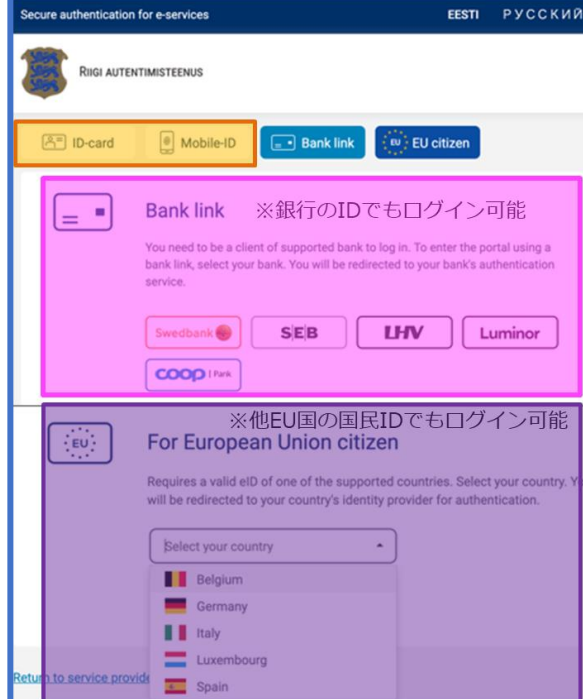 Secure authentication for e-services
EESTI РУССКИЙ
RIIGI AUTENTIMISTEENUS
ID-card Mobile-ID Bank link EU citizen
Bank link ※銀行のIDでもログイン可能
You need to be a client of supported bank to log in. To enter the portal using a
bank link, select your bank. You will be redirected to your bank's authentication
service.
Swedbank SEB LHV Luminor
coop Pank
※他EU国の国民IDでもログイン可能
EU For European Union citizen
Requires a valid eID of one of the supported countries. Select your country. Y
will be redirected to your country's identity provider for authentication.
Select your country
Belgium
Germany
Italy
Luxembourg
Return to service provide
Spain